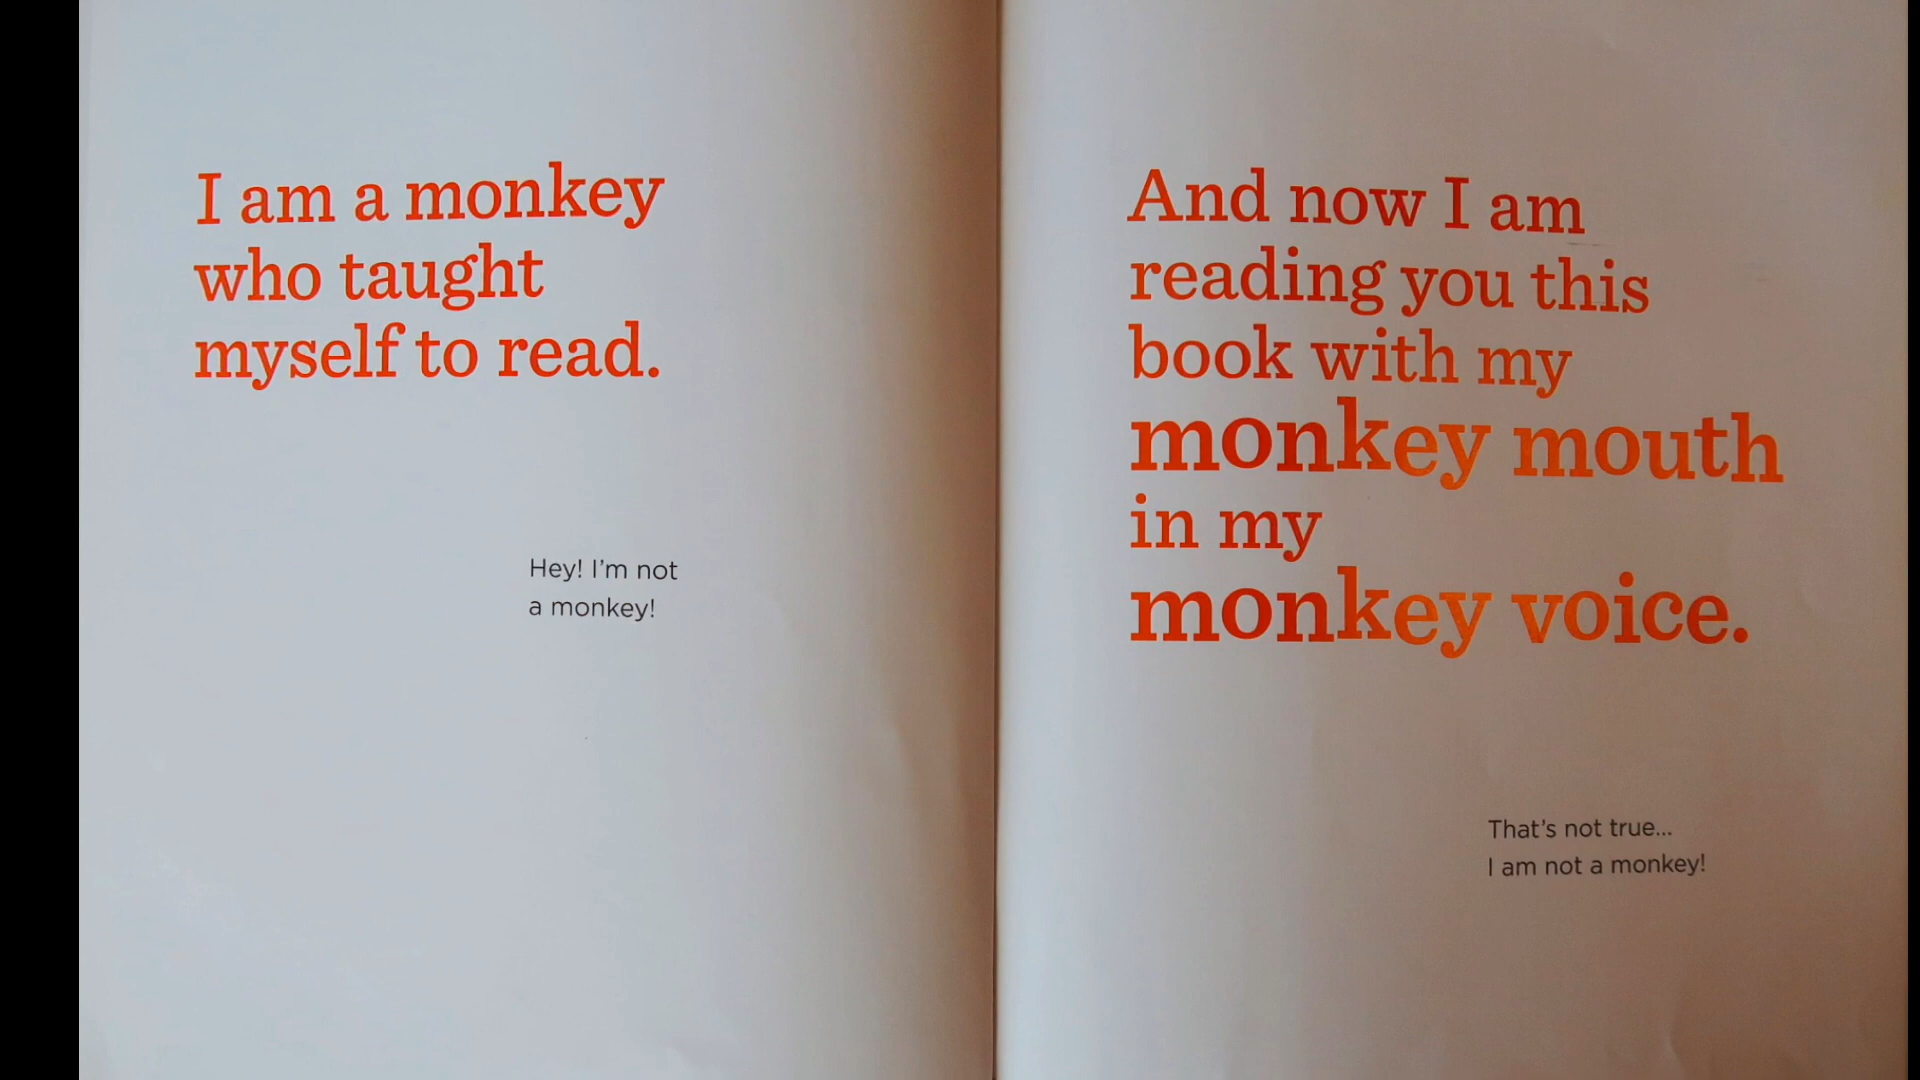 I am a monkey
who taught
myself to read.
Hey! I'm not
a monkey!
And now I am
reading you this
book with my
monkey mouth
in my
monkey voice.
That's not true...
I am not a monkey!